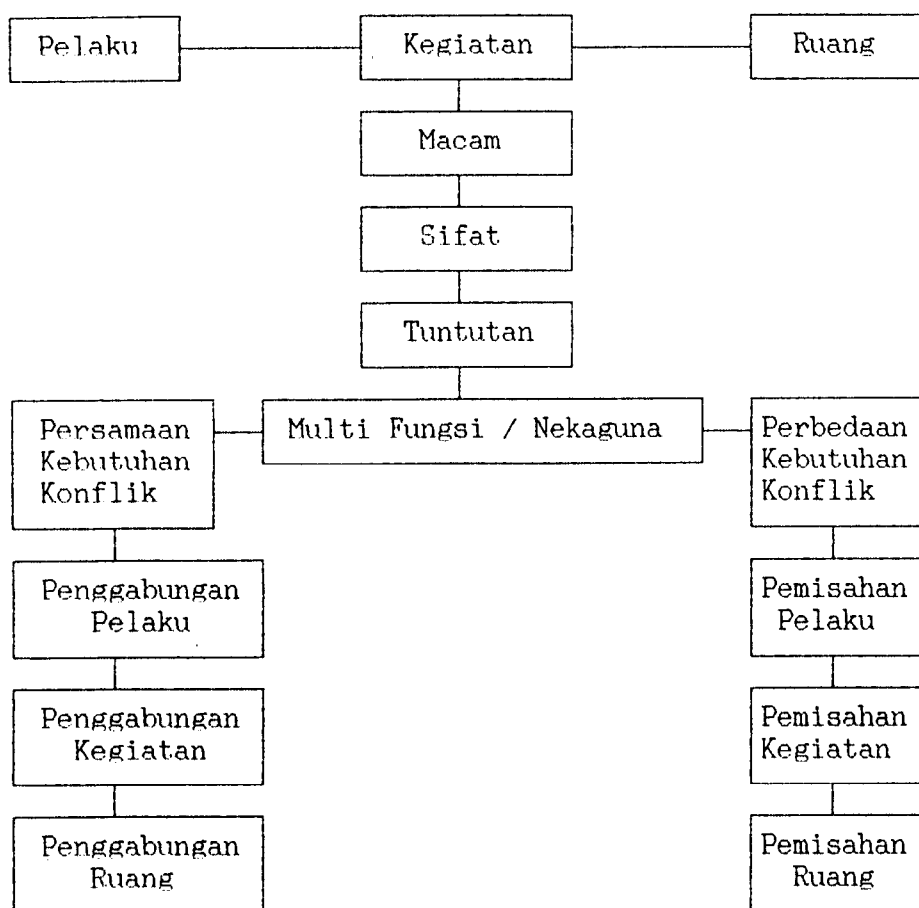 Pelaku
Kegiatan
Ruang
Macam
Sifat
Tuntutan
Multi Fungsi / Nekaguna
Persamaan
Kebutuhan
Konflik
Perbedaan
Kebutuhan
Konflik
Penggabungan
Pelaku
Pemisahan
Pelaku
Penggabungan
Kegiatan
Pemisahan
Kegiatan
Penggabungan
Ruang
Pemisahan
Ruang